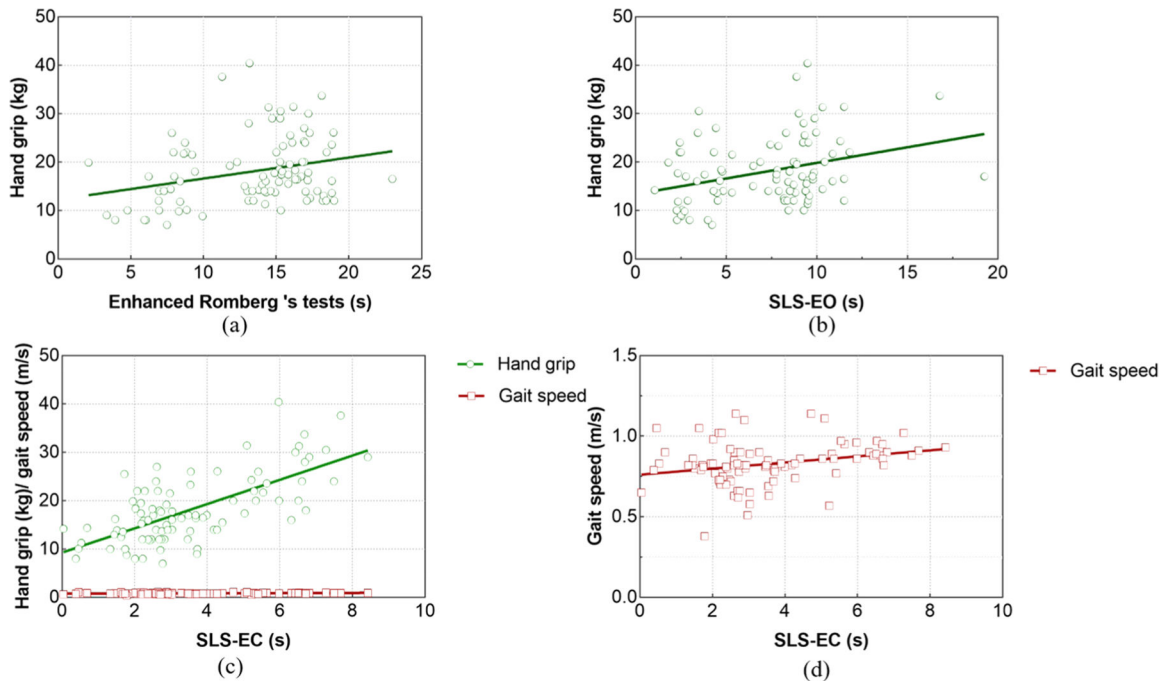 50
40
30
20
10
0
Hand grip (kg)
0 5 10 15 20 25
Enhanced Romberg 's tests (s)
(a)
50
40
30
20
10
0
Hand grip (kg)
0 5 10 15 20
SLS-EO (s)
(b)
50
40
30
20
10
0
Hand grip (kg)/ gait speed (m/s)
0 2 4 6 8 10
SLS-EC (s)
(c)
Hand grip
Gait speed
1.5
1.0
0.5
0.0
Gait speed (m/s)
0 2 4 6 8 10
SLS-EC (s)
(d)
Gait speed